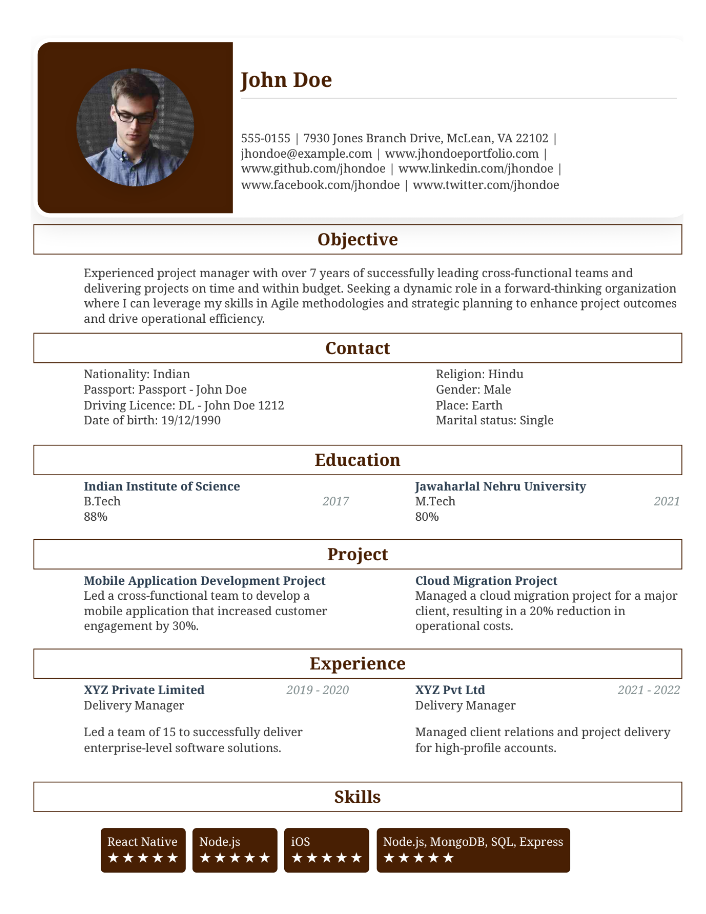 John Doe
555-0155 | 7930 Jones Branch Drive, McLean, VA 22102 |
jhondoe@example.com | www.jhondoeportfolio.com |
www.github.com/jhondoe | www.linkedin.com/jhondoe |
www.facebook.com/jhondoe | www.twitter.com/jhondoe
Objective
Experienced project manager with over 7 years of successfully leading cross-functional teams and
delivering projects on time and within budget. Seeking a dynamic role in a forward-thinking organization
where I can leverage my skills in Agile methodologies and strategic planning to enhance project outcomes
and drive operational efficiency.
Contact
Nationality: Indian
Passport: Passport - John Doe
Driving Licence: DL - John Doe 1212
Date of birth: 19/12/1990
Religion: Hindu
Gender: Male
Place: Earth
Marital status: Single
Education
Indian Institute of Science
B.Tech 2017
88%
Jawaharlal Nehru University
M.Tech 2021
80%
Project
Mobile Application Development Project
Led a cross-functional team to develop a
mobile application that increased customer
engagement by 30%.
Cloud Migration Project
Managed a cloud migration project for a major
client, resulting in a 20% reduction in
operational costs.
Experience
XYZ Private Limited 2019 - 2020
Delivery Manager
Led a team of 15 to successfully deliver
enterprise-level software solutions.
XYZ Pvt Ltd 2021 - 2022
Delivery Manager
Managed client relations and project delivery
for high-profile accounts.
Skills
React Native
★★★★★
Node.js
★★★★★
iOS
★★★★★
Node.js, MongoDB, SQL, Express
★★★★★